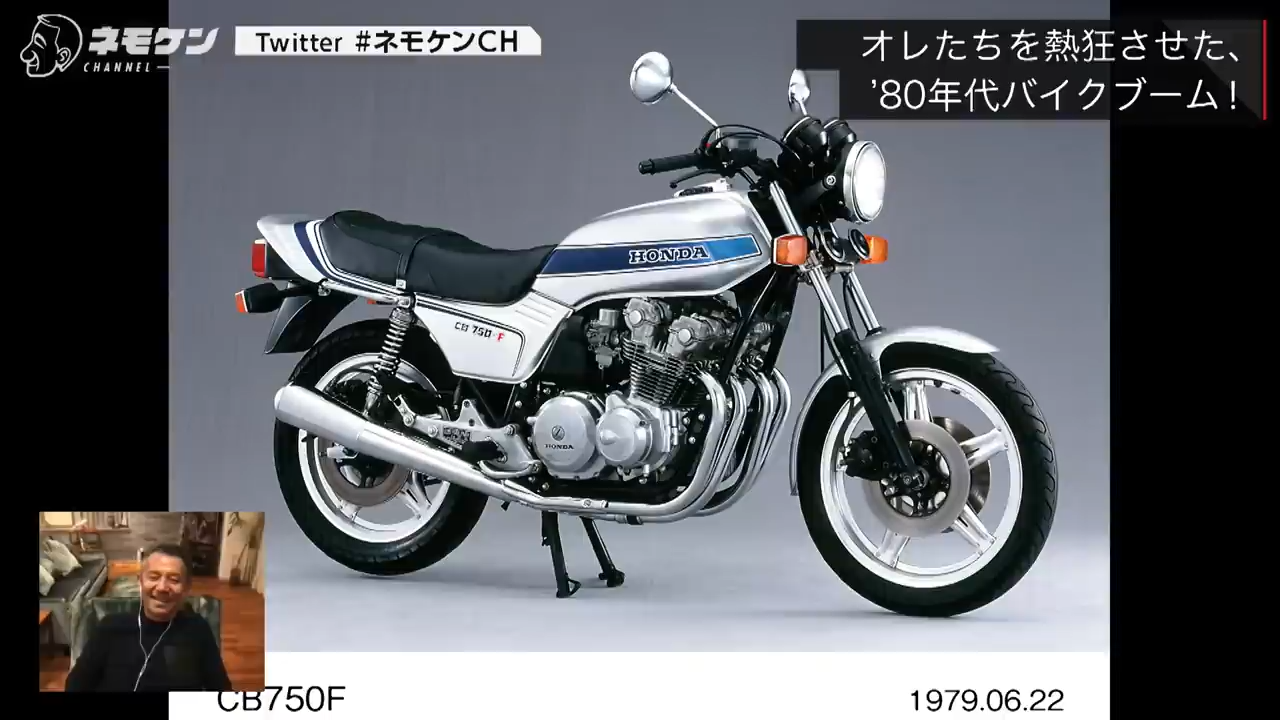 ネモケン
CHANNEL
Twitter #ネモケンCH
オレたちを熱狂させた、
’80年代バイクブーム！
HONDA
CB 750-F
HONDA
CB750F
1979.06.22